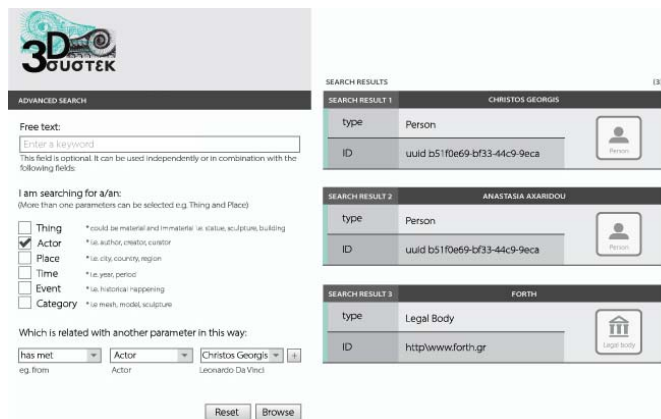 3D
συστεκ
ADVANCED SEARCH
Free text:
Enter a keyword
This field is optional. It can be used independently or in combination with the
following fields:
I am searching for a/an:
(More than one parameters can be selected e.g. Thing and Place)
Thing * could be material and immaterial i.e. statue, sculpture, building
Actor * i.e. author, creator, curator
Place * i.e. city, country, region
Time * i.e. year, period
Event * i.e. historical happening
Category * i.e. mesh, model, sculpture
Which is related with another parameter in this way:
has met Actor Christos Georgis +
eg. from Actor Leonardo Da Vinci
Reset Browse
SEARCH RESULTS (3
SEARCH RESULT 1 CHRISTOS GEORGIS
type Person
ID uuid b51f0e69-bf33-44c9-9eca
Person
SEARCH RESULT 2 ANASTASIA AXARIDOU
type Person
ID uuid b51f0e69-bf33-44c9-9eca
Person
SEARCH RESULT 3 FORTH
type Legal Body
ID http\www.forth.gr
Legal body